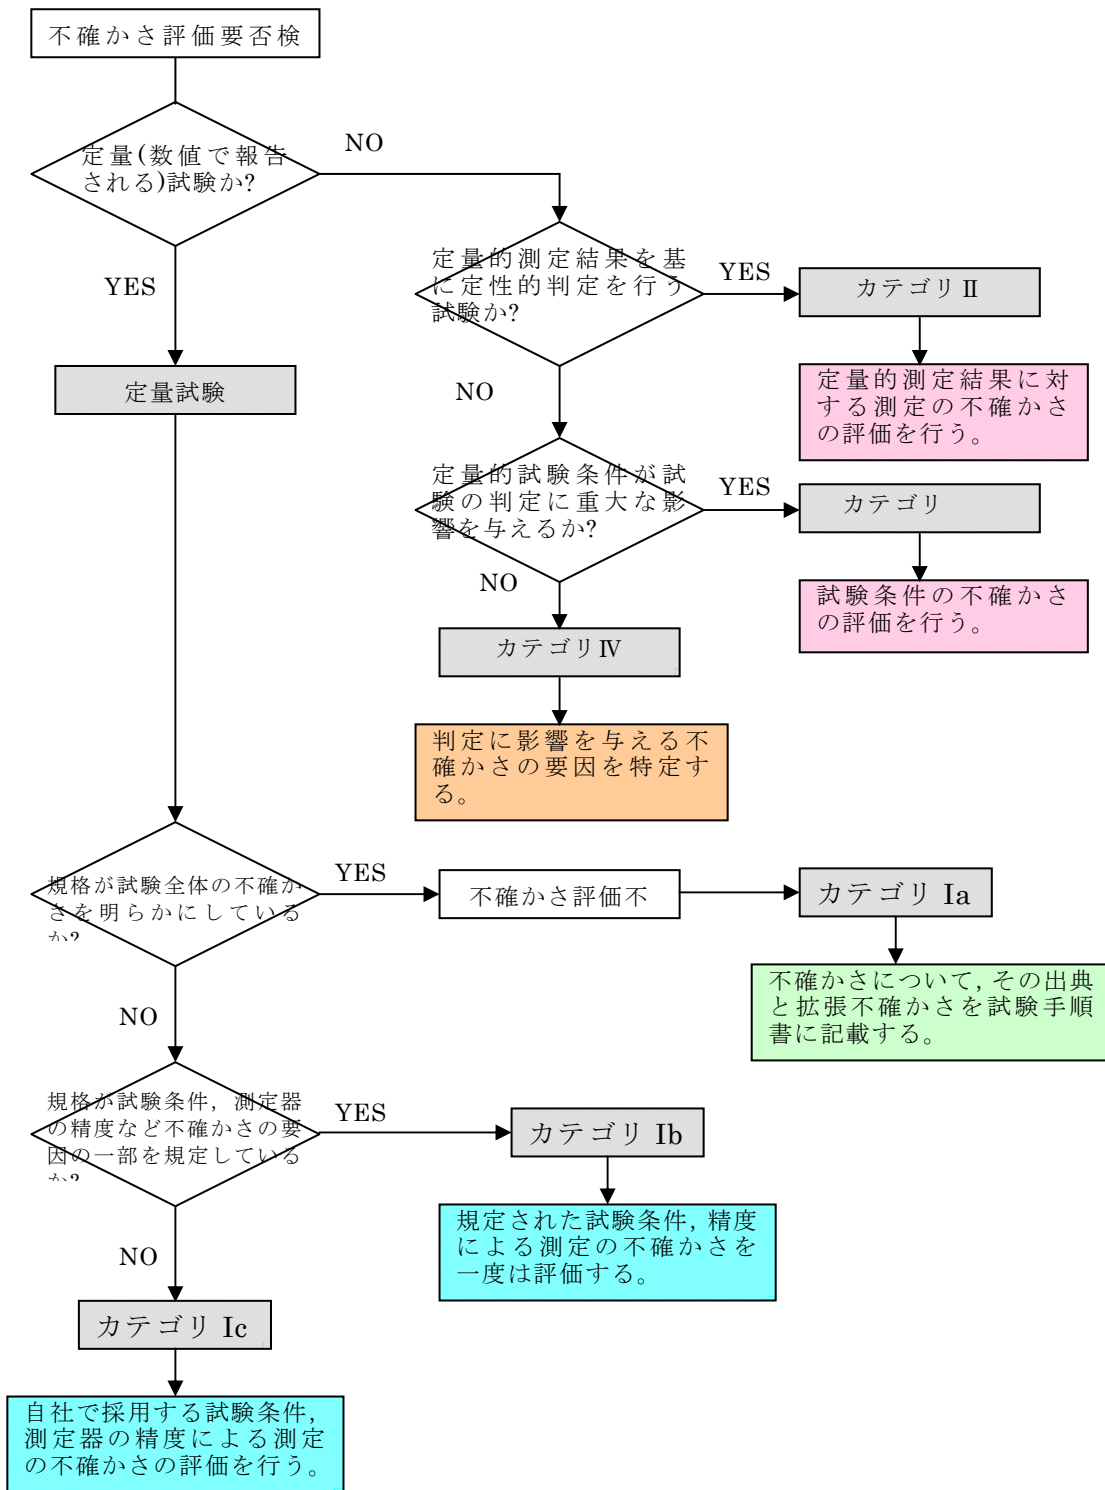 不確かさ評価要否検
定量(数値で報告
される)試験か?
NO
YES
定量的測定結果を基
に定性的判定を行う
試験か?
YES
カテゴリⅡ
定量的測定結果に対
する測定の不確かさ
の評価を行う。
NO
定量試験
定量的試験条件が試
験の判定に重大な影
響を与えるか?
YES
カテゴリ
試験条件の不確かさ
の評価を行う。
NO
カテゴリⅣ
判定に影響を与える不
確かさの要因を特定す
る。
規格が試験全体の不確か
さを明らかにしている
か?
YES
不確かさ評価不
カテゴリ Ia
不確かさについて,その出典
と拡張不確かさを試験手順
書に記載する。
NO
規格が試験条件, 測定器
の精度など不確かさの要
因の一部を規定している
か?
YES
カテゴリ Ib
規定された試験条件,精度
による測定の不確かさを
一度は評価する。
NO
カテゴリ Ic
自社で採用する試験条件,
測定器の精度による測定
の不確かさの評価を行う。